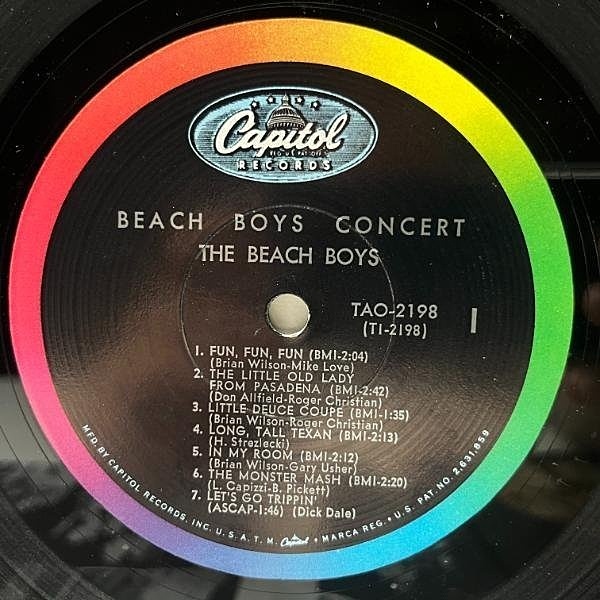 Capitol
REG. U.S. PAT. OFF.
RECORDS
BEACH BOYS CONCERT
THE BEACH BOYS
TAO-2198
(T1-2198)
1
1. FUN, FUN, FUN (BMI-2:04)
(Brian Wilson-Mike Love)
2. THE LITTLE OLD LADY
FROM PASADENA (BMI-2:42)
(Don Allfield-Roger Christian)
3. LITTLE DEUCE COUPE (BMI-1:35)
(Brian Wilson-Roger Christian)
4. LONG, TALL TEXAN (BMI-2:13)
(H. Strezlecki)
5. IN MY ROOM (BMI-2:12)
(Brian Wilson-Gary Usher)
6. THE MONSTER MASH (BMI-2:20)
(L. Capizzi-B. Pickett)
7. LET'S GO TRIPPIN'
(ASCAP-1:46) (Dick Dale)
MFD. BY CAPITOL RECORDS, INC. U.S.A. T.M. Capitol • MARCA REG. • U.S. PAT. NO. 2,631,859